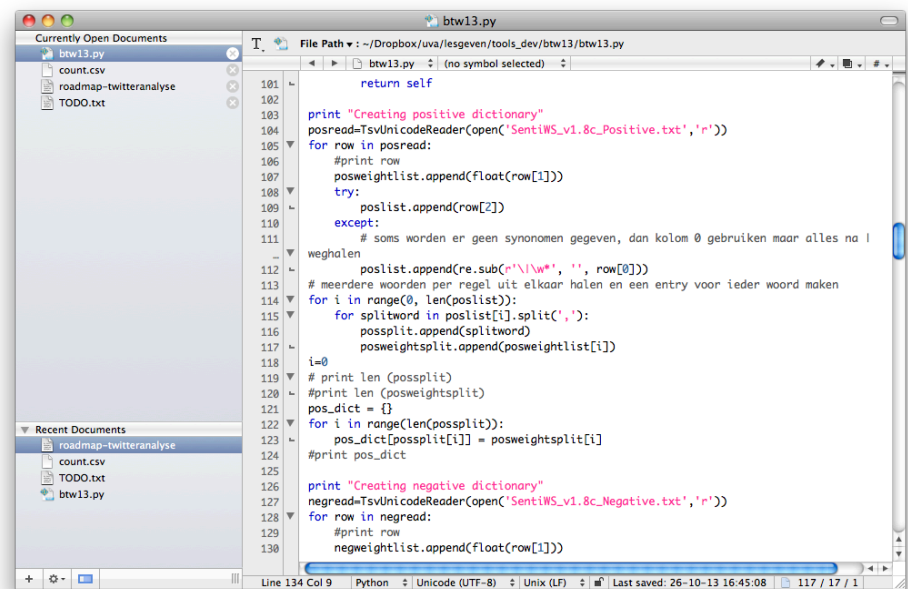 btw13.py
Currently Open Documents
btw13.py
count.csv
roadmap-twitteranalyse
TODO.txt
Recent Documents
roadmap-twitteranalyse
count.csv
TODO.txt
btw13.py
T. File Path ▾ : ~/Dropbox/uva/lesgeven/tools_dev/btw13/btw13.py
btw13.py (no symbol selected) #
101 return self
102
103 print "Creating positive dictionary"
104 posread=TsvUnicodeReader(open('SentiWS_v1.8c_Positive.txt','r'))
105 for row in posread:
106 #print row
107 posweightlist.append(float(row[1]))
108 try:
109 poslist.append(row[2])
110 except:
111 # soms worden er geen synonomen gegeven, dan kolom 0 gebruiken maar alles na |
… weghalen
112 poslist.append(re.sub(r'\|\w*', '', row[0]))
113 # meerdere woorden per regel uit elkaar halen en een entry voor ieder woord maken
114 for i in range(0, len(poslist)):
115 for splitword in poslist[i].split(','):
116 possplit.append(splitword)
117 posweightsplit.append(posweightlist[i])
118 i=0
119 # print len (possplit)
120 #print len (posweightsplit)
121 pos_dict = {}
122 for i in range(len(possplit)):
123 pos_dict[possplit[i]] = posweightsplit[i]
124 #print pos_dict
125
126 print "Creating negative dictionary"
127 negread=TsvUnicodeReader(open('SentiWS_v1.8c_Negative.txt','r'))
128 for row in negread:
129 #print row
130 negweightlist.append(float(row[1]))
Line 134 Col 9 Python Unicode (UTF-8) Unix (LF) Last saved: 26-10-13 16:45:08 117 / 17 / 1